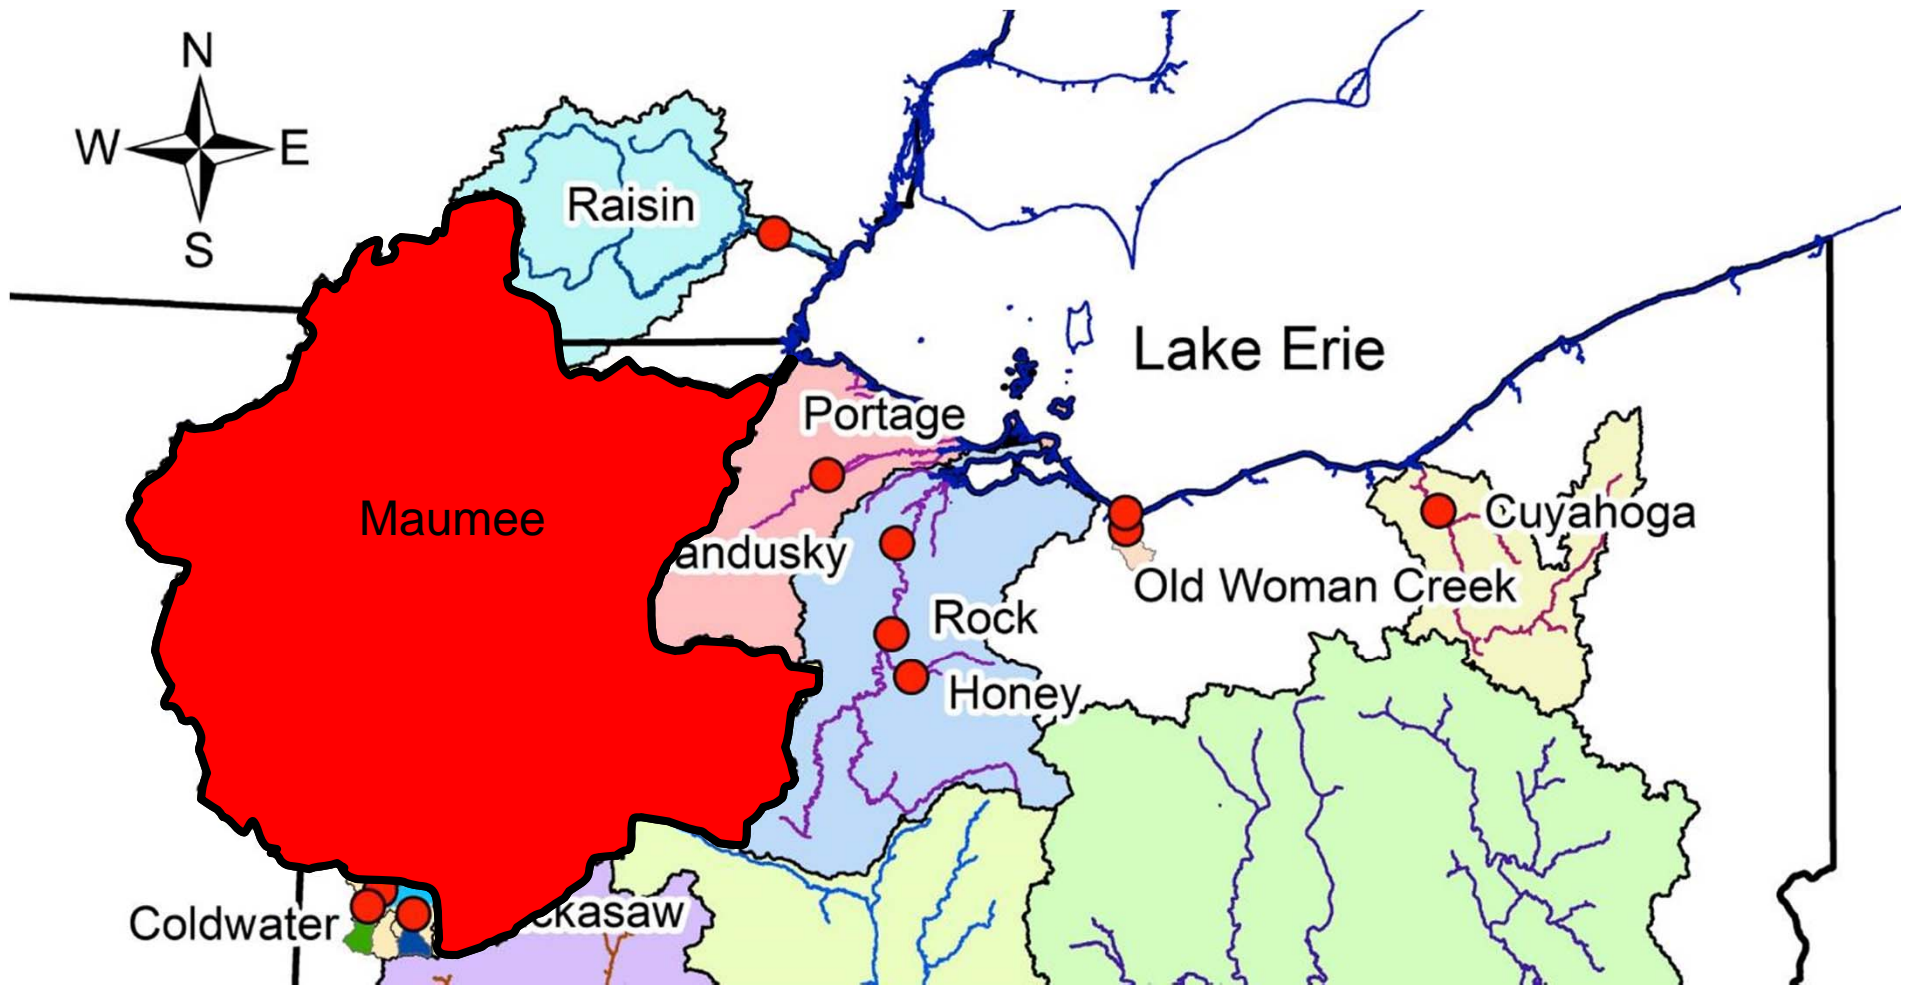 N
W E
S
Raisin
Lake Erie
Portage
Maumee
Cuyahoga
andusky
Old Woman Creek
Rock
Honey
ckasaw
Coldwater